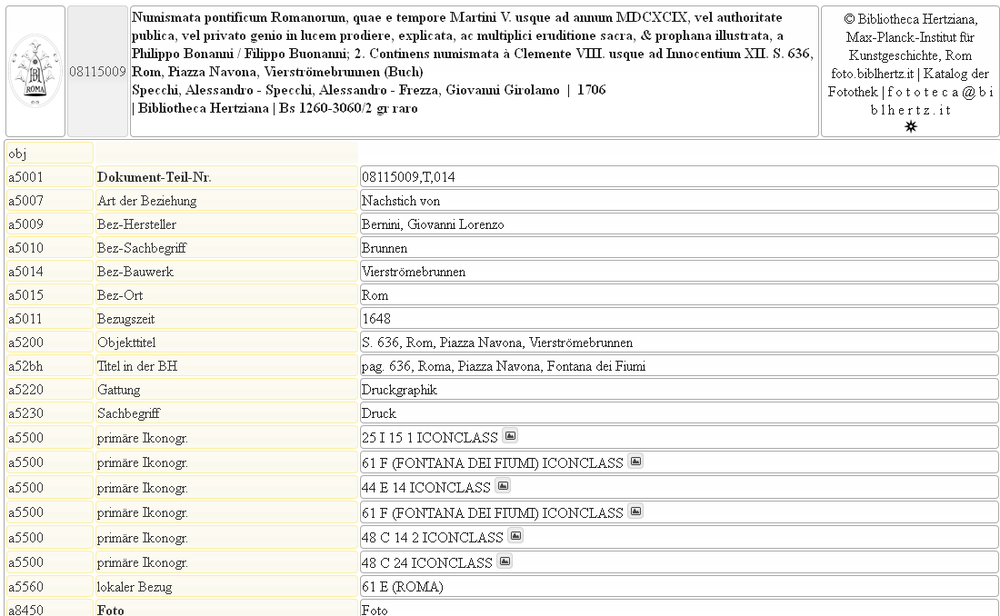 BH
ROMA
08115009
Numismata pontificum Romanorum, quae e tempore Martini V. usque ad annum MDCXCIX, vel authoritate
publica, vel privato genio in lucem prodiere, explicata, ac multiplici eruditione sacra, & prophana illustrata, a
Philippo Bonanni / Filippo Buonanni; 2. Continens numismata à Clemente VIII. usque ad Innocentium XII. S. 636,
Rom, Piazza Navona, Vierströmebrunnen (Buch)
Specchi, Alessandro - Specchi, Alessandro - Frezza, Giovanni Girolamo | 1706
| Bibliotheca Hertziana | Bs 1260-3060/2 gr raro
© Bibliotheca Hertziana,
Max-Planck-Institut für
Kunstgeschichte, Rom
foto.biblhertz.it | Katalog der
Fotothek | f o t o t e c a @ b i
b l h e r t z . i t
obj
a5001 Dokument-Teil-Nr. 08115009,T,014
a5007 Art der Beziehung Nachstich von
a5009 Bez-Hersteller Bernini, Giovanni Lorenzo
a5010 Bez-Sachbegriff Brunnen
a5014 Bez-Bauwerk Vierströmebrunnen
a5015 Bez-Ort Rom
a5011 Bezugszeit 1648
a5200 Objekttitel S. 636, Rom, Piazza Navona, Vierströmebrunnen
a52bh Titel in der BH pag. 636, Roma, Piazza Navona, Fontana dei Fiumi
a5220 Gattung Druckgraphik
a5230 Sachbegriff Druck
a5500 primäre Ikonogr. 25 I 15 1 ICONCLASS
a5500 primäre Ikonogr. 61 F (FONTANA DEI FIUMI) ICONCLASS
a5500 primäre Ikonogr. 44 E 14 ICONCLASS
a5500 primäre Ikonogr. 61 F (FONTANA DEI FIUMI) ICONCLASS
a5500 primäre Ikonogr. 48 C 14 2 ICONCLASS
a5500 primäre Ikonogr. 48 C 24 ICONCLASS
a5560 lokaler Bezug 61 E (ROMA)
a8450 Foto Foto